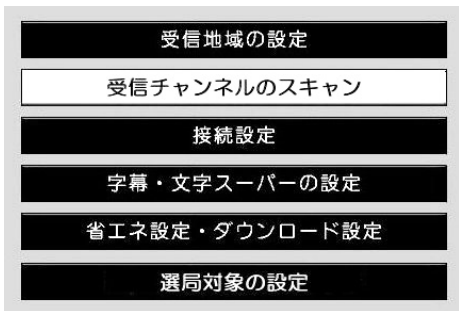 受信地域の設定
受信チャンネルのスキャン
接続設定
字幕・文字スーパーの設定
省エネ設定・ダウンロード設定
選局対象の設定